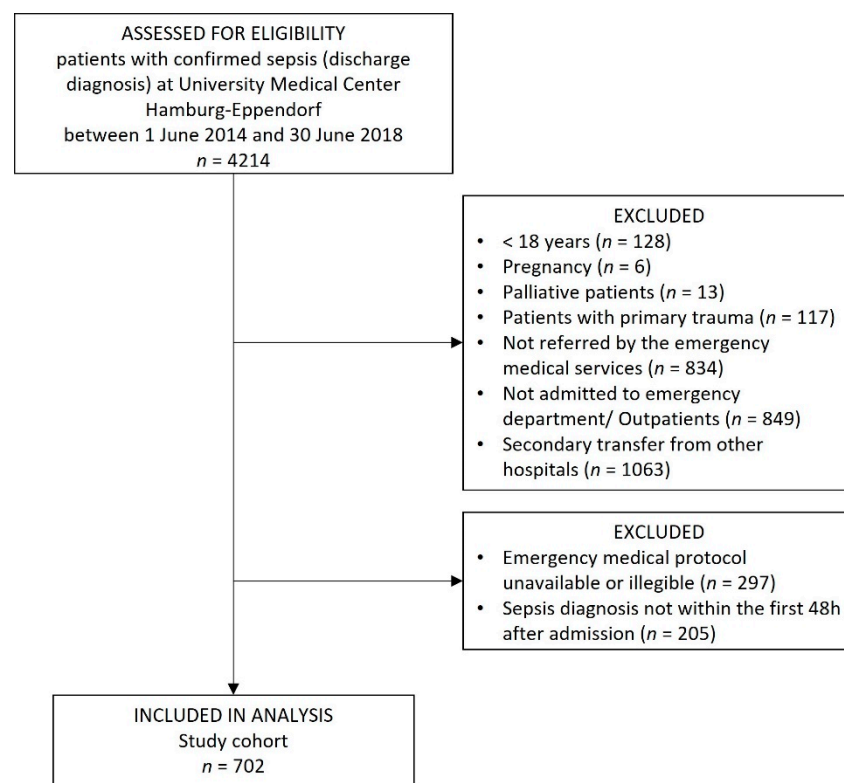 ASSESSED FOR ELIGIBILITY
patients with confirmed sepsis (discharge
diagnosis) at University Medical Center
Hamburg-Eppendorf
between 1 June 2014 and 30 June 2018
n = 4214
EXCLUDED
• < 18 years (n = 128)
• Pregnancy (n = 6)
• Palliative patients (n = 13)
• Patients with primary trauma (n = 117)
• Not referred by the emergency
medical services (n = 834)
• Not admitted to emergency
department/ Outpatients (n = 849)
• Secondary transfer from other
hospitals (n = 1063)
EXCLUDED
• Emergency medical protocol
unavailable or illegible (n = 297)
• Sepsis diagnosis not within the first 48h
after admission (n = 205)
INCLUDED IN ANALYSIS
Study cohort
n = 702